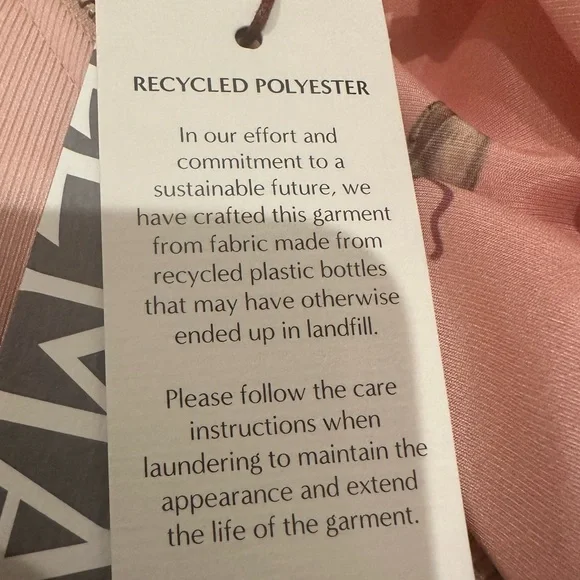 RECYCLED POLYESTER
In our effort and
commitment to a
sustainable future, we
have crafted this garment
from fabric made from
recycled plastic bottles
that may have otherwise
ended up in landfill.
Please follow the care
instructions when
laundering to maintain the
appearance and extend
the life of the garment.